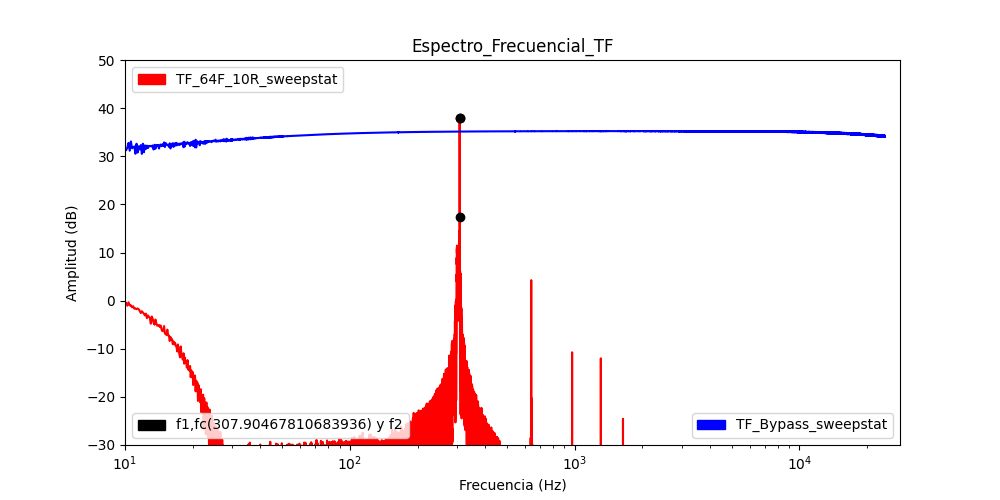 Espectro_Frecuencial_TF
TF_64F_10R_sweepstat
Amplitud (dB)
50
40
30
20
10
0
−10
−20
−30
f1,fc(307.90467810683936) y f2
TF_Bypass_sweepstat
10^1
10^2
10^3
10^4
Frecuencia (Hz)